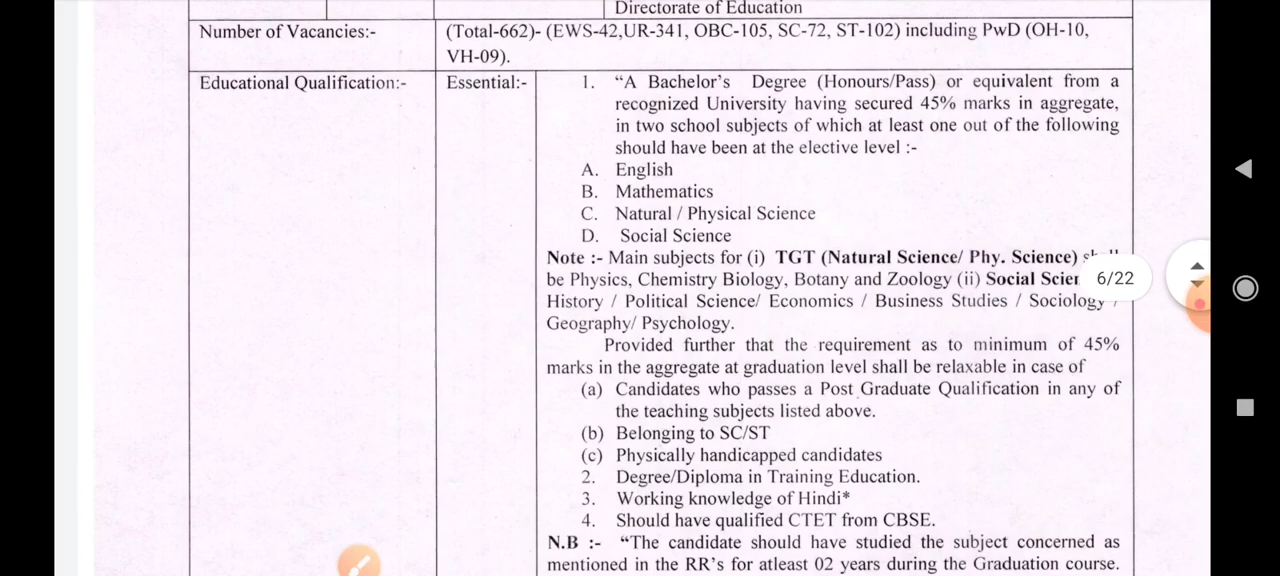 Directorate of Education
Number of Vacancies:-
(Total-662)- (EWS-42,UR-341, OBC-105, SC-72, ST-102) including PwD (OH-10,
VH-09).
Educational Qualification:-
Essential:-
1. “A Bachelor’s Degree (Honours/Pass) or equivalent from a
recognized University having secured 45% marks in aggregate,
in two school subjects of which at least one out of the following
should have been at the elective level :-
A. English
B. Mathematics
C. Natural / Physical Science
D. Social Science
Note :- Main subjects for (i) TGT (Natural Science/ Phy. Science)
be Physics, Chemistry Biology, Botany and Zoology (ii) Social
6/22
History / Political Science/ Economics / Business Studies / Sociology /
Geography/ Psychology.
Provided further that the requirement as to minimum of 45%
marks in the aggregate at graduation level shall be relaxable in case of
(a) Candidates who passes a Post Graduate Qualification in any of
the teaching subjects listed above.
(b) Belonging to SC/ST
(c) Physically handicapped candidates
2. Degree/Diploma in Training Education.
3. Working knowledge of Hindi*
4. Should have qualified CTET from CBSE.
N.B :- “The candidate should have studied the subject concerned as
mentioned in the RR’s for atleast 02 years during the Graduation course.